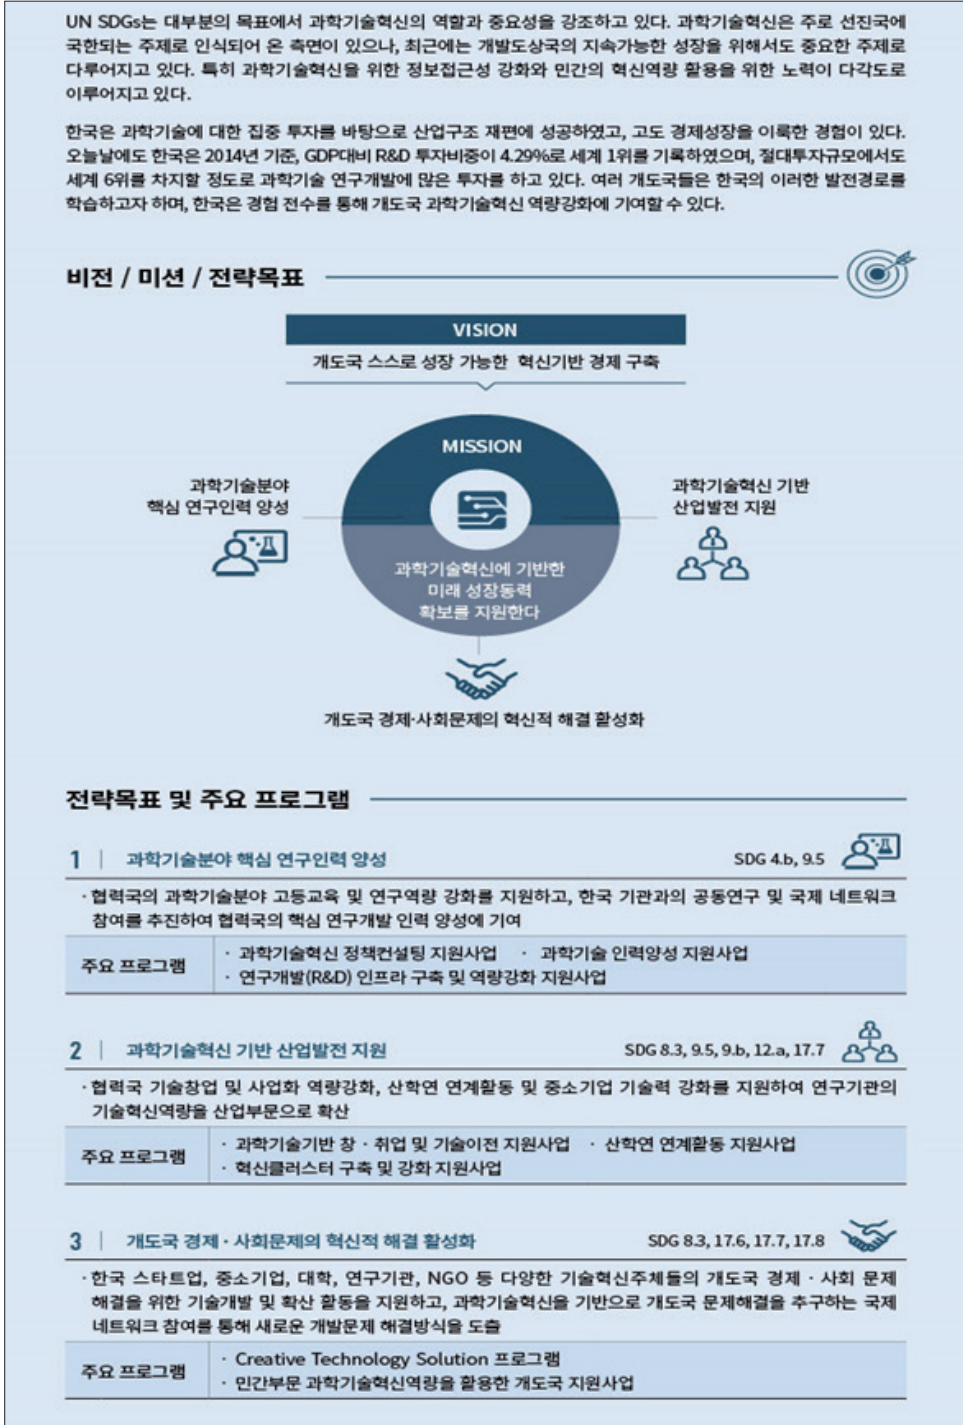 UN SDGs는 대부분의 목표에서 과학기술혁신의 역할과 중요성을 강조하고 있다. 과학기술혁신은 주로 선진국에
국한되는 주제로 인식되어 온 측면이 있으나, 최근에는 개발도상국의 지속가능한 성장을 위해서도 중요한 주제로
다루어지고 있다. 특히 과학기술혁신을 위한 정보접근성 강화와 민간의 혁신역량 활용을 위한 노력이 다각도로
이루어지고 있다.
한국은 과학기술에 대한 집중 투자를 바탕으로 산업구조 재편에 성공하였고, 고도 경제성장을 이룩한 경험이 있다.
오늘날에도 한국은 2014년 기준, GDP대비 R&D 투자비중이 4.29%로 세계 1위를 기록하였으며, 절대투자규모에서도
세계 6위를 차지할 정도로 과학기술 연구개발에 많은 투자를 하고 있다. 여러 개도국들은 한국의 이러한 발전경로를
학습하고자 하며, 한국은 경험 전수를 통해 개도국 과학기술혁신 역량강화에 기여할 수 있다.
비전 / 미션 / 전략목표
VISION
개도국 스스로 성장 가능한 혁신기반 경제 구축
MISSION
과학기술혁신에 기반한
미래 성장동력
확보를 지원한다
과학기술분야
핵심 연구인력 양성
과학기술혁신 기반
산업발전 지원
개도국 경제·사회문제의 혁신적 해결 활성화
전략목표 및 주요 프로그램
1 | 과학기술분야 핵심 연구인력 양성 SDG 4.b, 9.5
· 협력국의 과학기술분야 고등교육 및 연구역량 강화를 지원하고, 한국 기관과의 공동연구 및 국제 네트워크
참여를 추진하여 협력국의 핵심 연구개발 인력 양성에 기여
주요 프로그램
· 과학기술혁신 정책컨설팅 지원사업 · 과학기술 인력양성 지원사업
· 연구개발(R&D) 인프라 구축 및 역량강화 지원사업
2 | 과학기술혁신 기반 산업발전 지원 SDG 8.3, 9.5, 9.b, 12.a, 17.7
· 협력국 기술창업 및 사업화 역량강화, 산학연 연계활동 및 중소기업 기술력 강화를 지원하여 연구기관의
기술혁신역량을 산업부문으로 확산
주요 프로그램
· 과학기술기반 창 · 취업 및 기술이전 지원사업 · 산학연 연계활동 지원사업
· 혁신클러스터 구축 및 강화 지원사업
3 | 개도국 경제 · 사회문제의 혁신적 해결 활성화 SDG 8.3, 17.6, 17.7, 17.8
· 한국 스타트업, 중소기업, 대학, 연구기관, NGO 등 다양한 기술혁신주체들의 개도국 경제 · 사회 문제
해결을 위한 기술개발 및 확산 활동을 지원하고, 과학기술혁신을 기반으로 개도국 문제해결을 추구하는 국제
네트워크 참여를 통해 새로운 개발문제 해결방식을 도출
주요 프로그램
· Creative Technology Solution 프로그램
· 민간부문 과학기술혁신역량을 활용한 개도국 지원사업